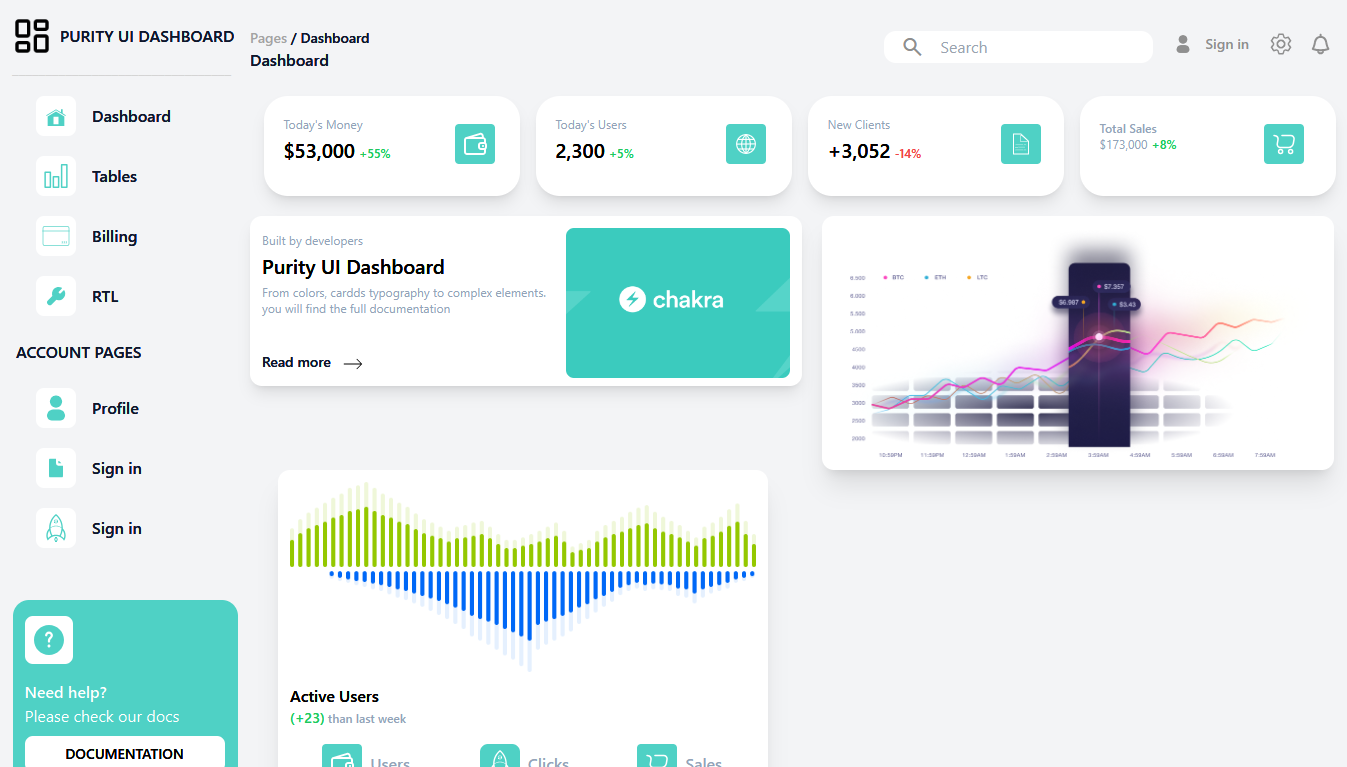 PURITY UI DASHBOARD
Pages / Dashboard
Dashboard
Search
Sign in
Dashboard
Tables
Billing
RTL
ACCOUNT PAGES
Profile
Sign in
Sign in
Need help?
Please check our docs
DOCUMENTATION
Today's Money
$53,000 +55%
Today's Users
2,300 +5%
New Clients
+3,052 -14%
Total Sales
$173,000 +8%
Built by developers
Purity UI Dashboard
From colors, cardds typography to complex elements.
you will find the full documentation
Read more
chakra
BTC ETH LTC
$7.357
$6.987
$3.43
6.500
6.000
5.500
5.000
4000
4000
3500
3000
2000
2000
10:59PM 11:59PM 12:59AM 1:59AM 2:59AM 3:59AM 4:59AM 5:59AM 6:59AM 7:59AM
Active Users
(+23) than last week
Users
Clicks
Sales